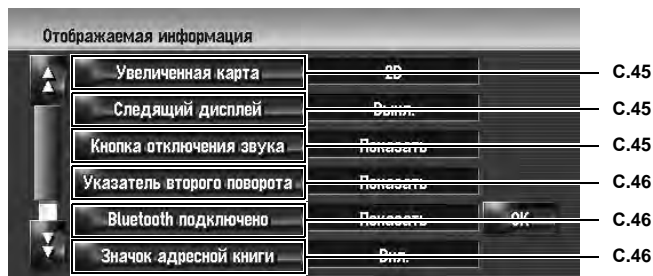 Отображаемая информация
Увеличенная карта 2D С.45
Следящий дисплей Выкл. С.45
Кнопка отключения звука Показать С.45
Указатель второго поворота Показать С.46
Bluetooth подключено Показать OK С.46
Значок адресной книги Вкл. С.46